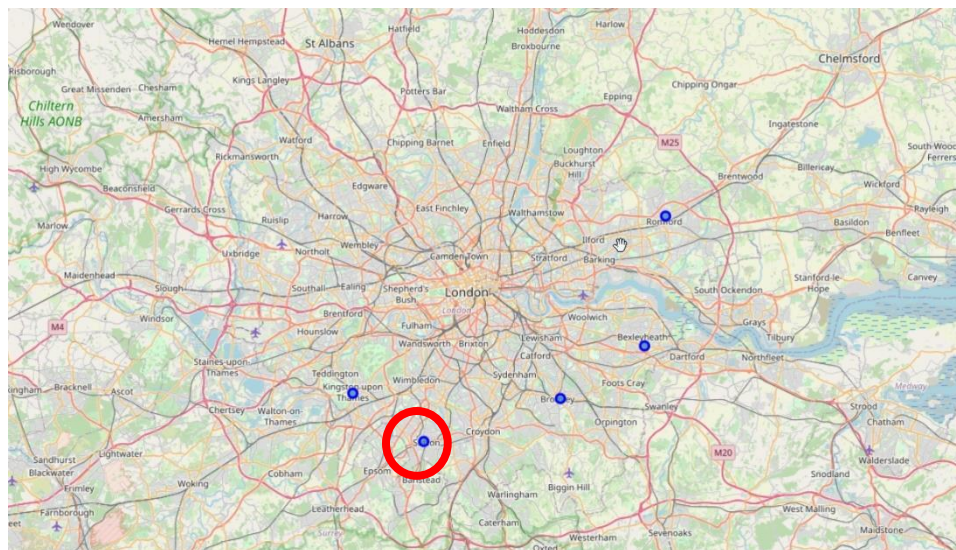 Wendover
Hatfield
Hoddesdon
Harlow
Hemel Hempstead
St Albans
Broxbourne
Chelmsford
Risborough
Great Missenden
Chesham
Kings Langley
Potters Bar
Epping
Chipping Ongar
Chiltern
Hills AONB
Amersham
Waltham Cross
Ingatestone
Watford
Chipping Barnet
Enfield
M25
South Wood
Ferrers
Rickmansworth
Loughton
Buckhurst
Hill
High Wycombe
Billericay
Brentwood
Wickford
Beaconsfield
Edgware
Gerrards Cross
East Finchley
Walthamstow
Rayleigh
Marlow
Ruislip
Harrow
Romford
Basildon
Benfleet
Uxbridge
Northolt
Wembley
Camden Town
Stratford
Ilford
Barking
Maidenhead
Slough
Southall
Ealing
Shepherd's
Bush
London
South Ockendon
Stanford-le-
Hope
Canvey
London
Windsor
Brentford
Woolwich
Grays
Tilbury
M4
Hounslow
Fulham
Wandsworth
Brixton
Lewisham
Catford
Bexleyheath
Dartford
Northfleet
Staines-upon
Thames
Teddington
Kingston upon
Thames
Wimbledon
Sydenham
Foots Cray
Medway
ngham
Bracknell
Ascot
Chertsey
Walton-on-
Thames
Swanley
Strood
Croydon
Orpington
Chatham
Sandhurst
Blackwater
Lightwater
Epsom
Banstead
M20
Walderslade
Frimley
Woking
Cobham
Biggin Hill
Snodland
Farnborough
Leatherhead
Warlingham
West Malling
eet
Surrey
Caterham
Oxted
Westerham
Sevenoaks
Maidstone